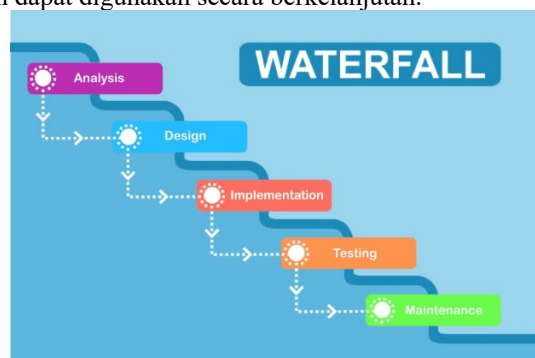 dapat digunakan secara berkelanjutan.
WATERFALL
Analysis
Design
Implementation
Testing
Maintenance